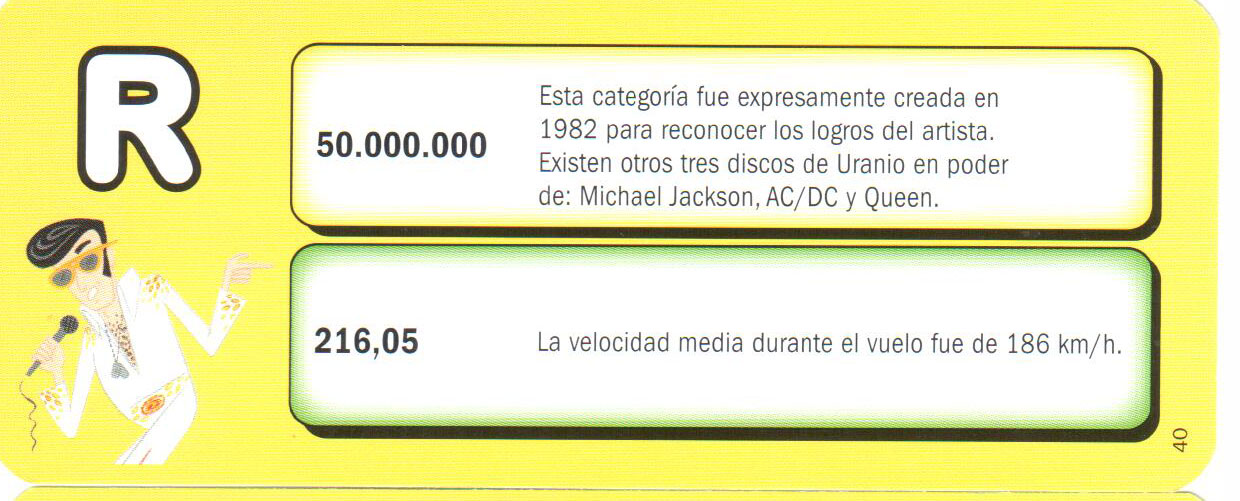 R
50.000.000
Esta categoría fue expresamente creada en
1982 para reconocer los logros del artista.
Existen otros tres discos de Uranio en poder
de: Michael Jackson, AC/DC y Queen.
216,05
La velocidad media durante el vuelo fue de 186 km/h.
40